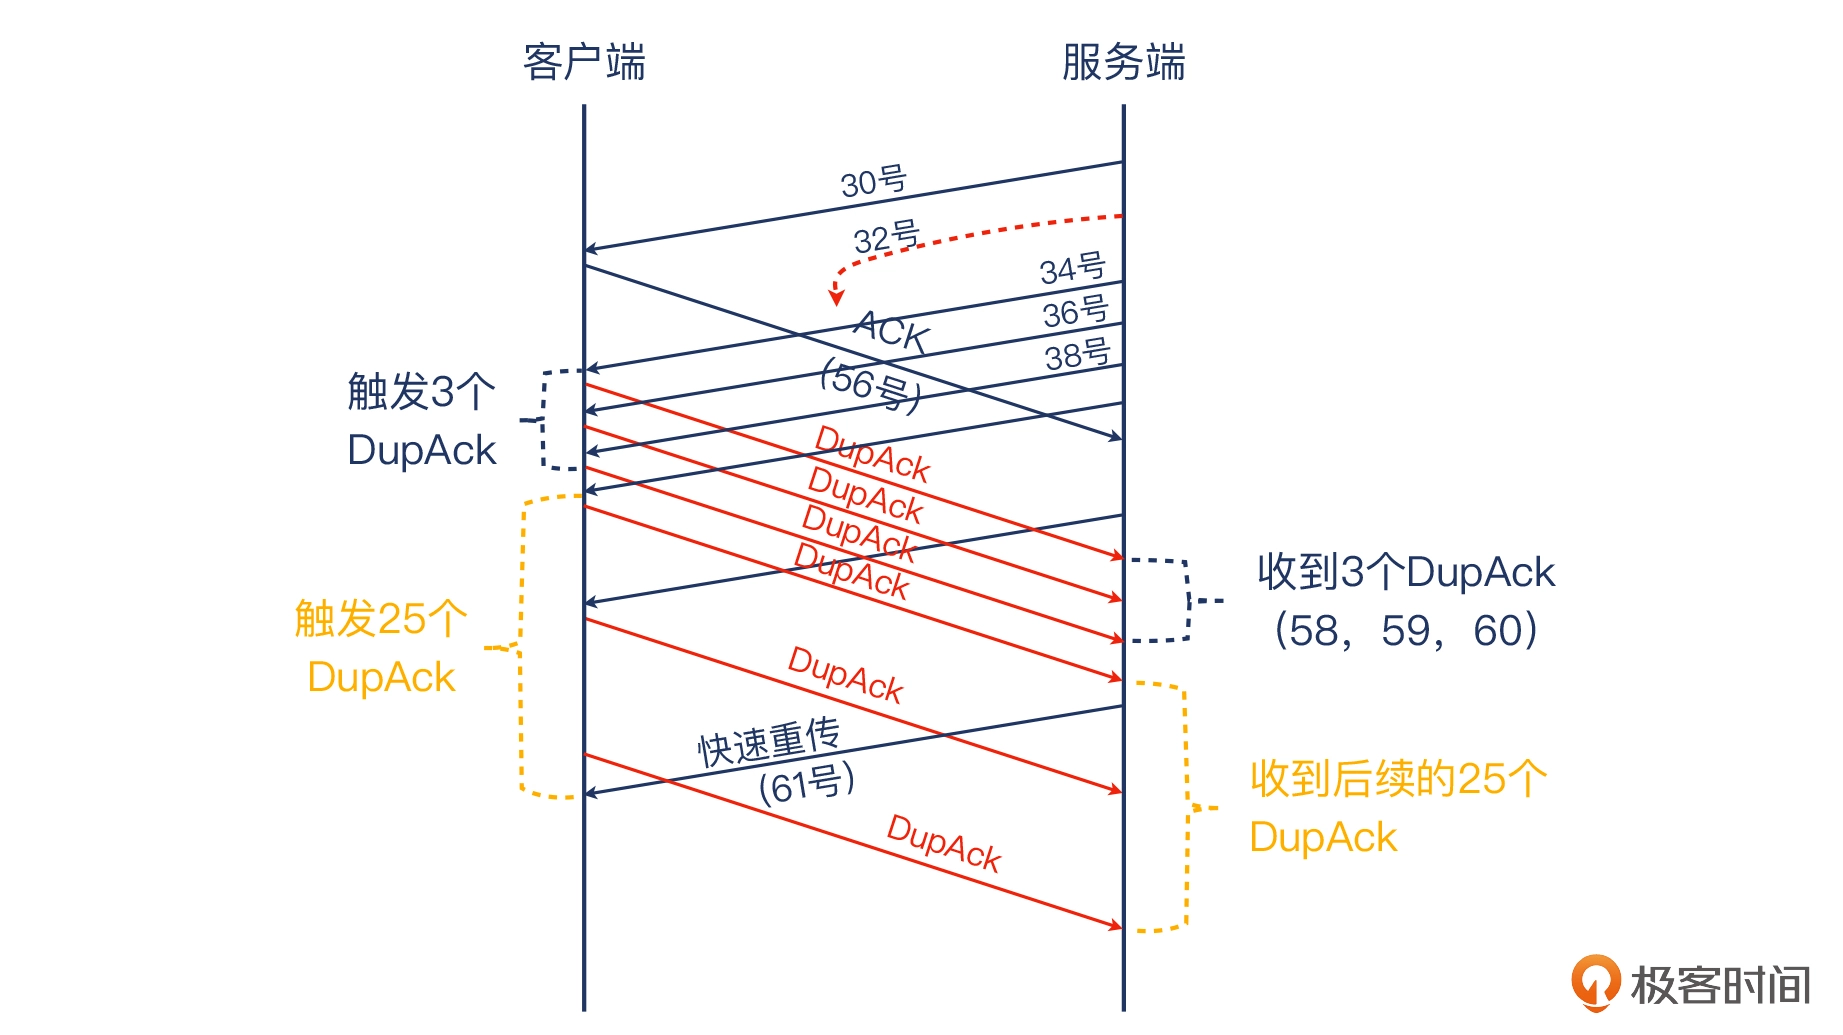 客户端
服务端
30号
32号
34号
36号
38号
ACK
(56号)
触发3个
DupAck
DupAck
DupAck
DupAck
DupAck
收到3个DupAck
(58，59，60)
触发25个
DupAck
DupAck
快速重传
(61号)
收到后续的25个
DupAck
DupAck
极客时间